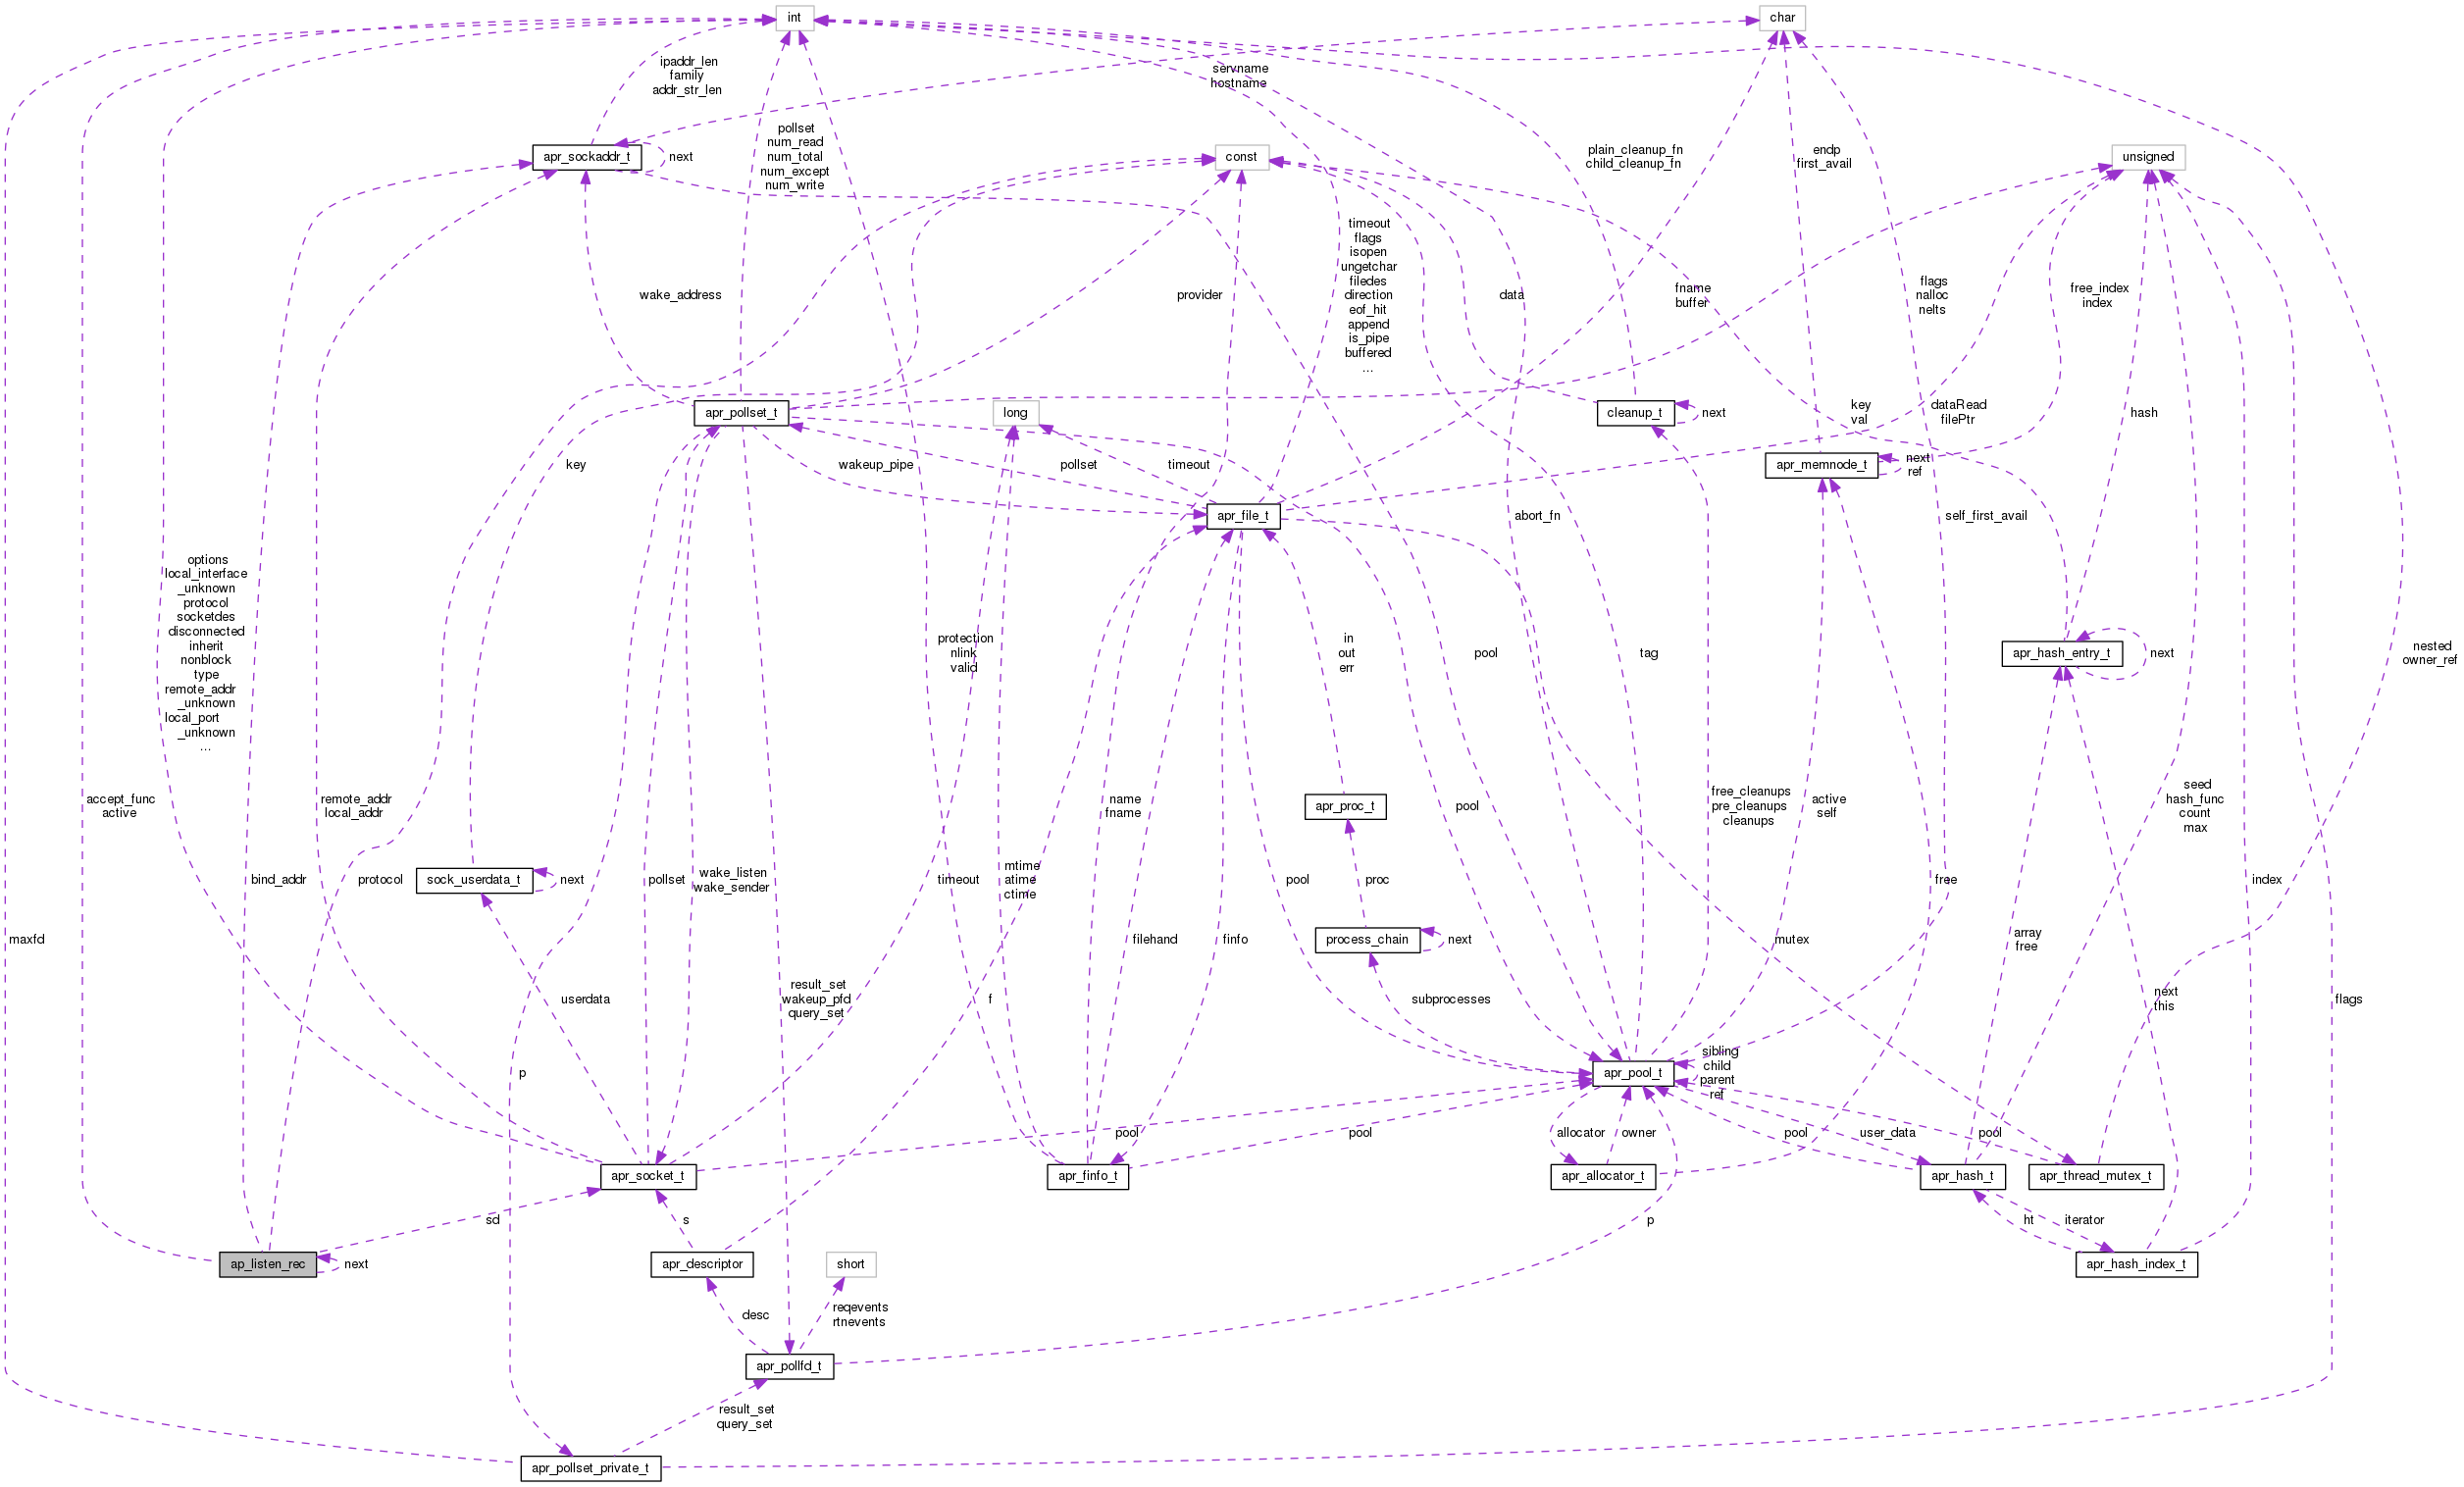 int
char
ipaddr_len
family
addr_str_len
servname
hostname
pollset
num_read
num_total
num_except
num_write
apr_sockaddr_t
next
const
plain_cleanup_fn
child_cleanup_fn
endp
first_avail
unsigned
wake_address
provider
timeout
flags
isopen
ungetchar
filedes
direction
eof_hit
append
is_pipe
buffered
...
data
fname
buffer
flags
nalloc
nelts
free_index
index
apr_pollset_t
long
cleanup_t
next
key
val
dataRead
filePtr
hash
key
wakeup_pipe
pollset
timeout
apr_memnode_t
next
ref
apr_file_t
abort_fn
self_first_avail
options
local_interface
_unknown
protocol
socketdes
disconnected
inherit
nonblock
type
remote_addr
_unknown
local_port
_unknown
...
protection
nlink
valid
in
out
err
pool
tag
apr_hash_entry_t
next
nested
owner_ref
accept_func
active
remote_addr
local_addr
name
fname
apr_proc_t
pool
free_cleanups
pre_cleanups
cleanups
active
self
seed
hash_func
count
max
bind_addr
protocol
sock_userdata_t
next
pollset
wake_listen
wake_sender
timeout
mtime
atime
ctime
pool
proc
free
index
maxfd
filehand
finfo
process_chain
next
mutex
array
free
userdata
result_set
wakeup_pfd
query_set
f
subprocesses
next
this
flags
p
apr_pool_t
sibling
child
parent
ref
pool
pool
allocator
owner
pool
user_data
pool
apr_socket_t
apr_finfo_t
apr_allocator_t
apr_hash_t
apr_thread_mutex_t
sd
s
p
ht
iterator
ap_listen_rec
next
apr_descriptor
short
apr_hash_index_t
desc
reqevents
rtnevents
apr_pollfd_t
result_set
query_set
apr_pollset_private_t